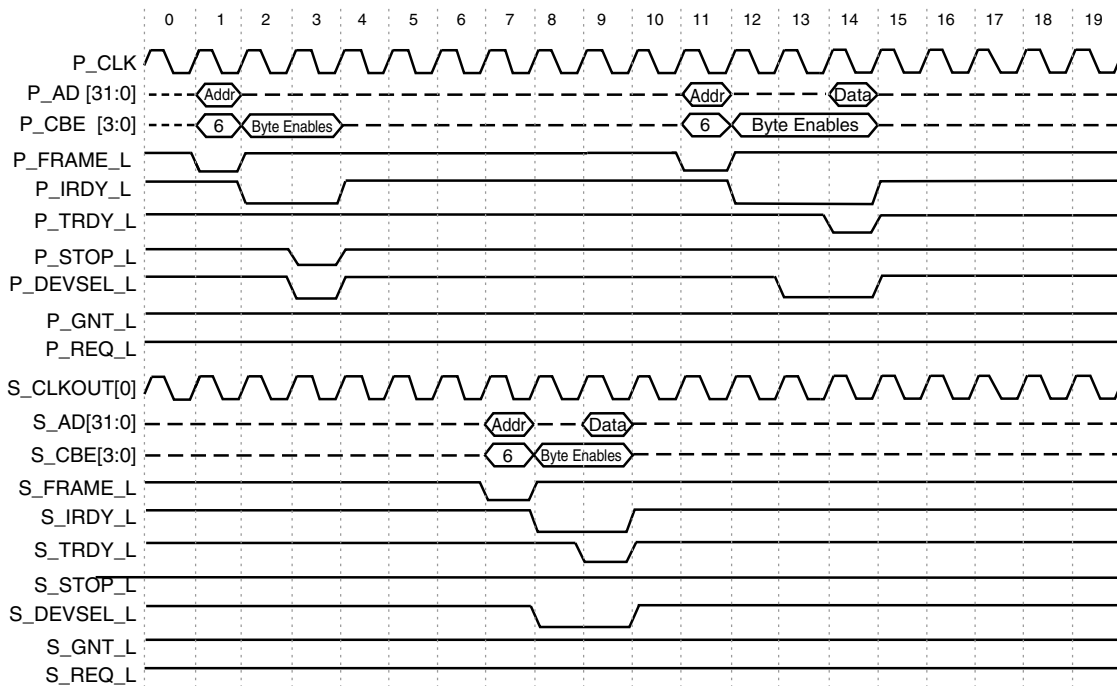 0 1 2 3 4 5 6 7 8 9 10 11 12 13 14 15 16 17 18 19
P_CLK
P_AD [31:0] Addr Addr Data
P_CBE [3:0] 6 Byte Enables 6 Byte Enables
P_FRAME_L
P_IRDY_L
P_TRDY_L
P_STOP_L
P_DEVSEL_L
P_GNT_L
P_REQ_L
S_CLKOUT[0]
S_AD[31:0] Addr Data
S_CBE[3:0] 6 Byte Enables
S_FRAME_L
S_IRDY_L
S_TRDY_L
S_STOP_L
S_DEVSEL_L
S_GNT_L
S_REQ_L